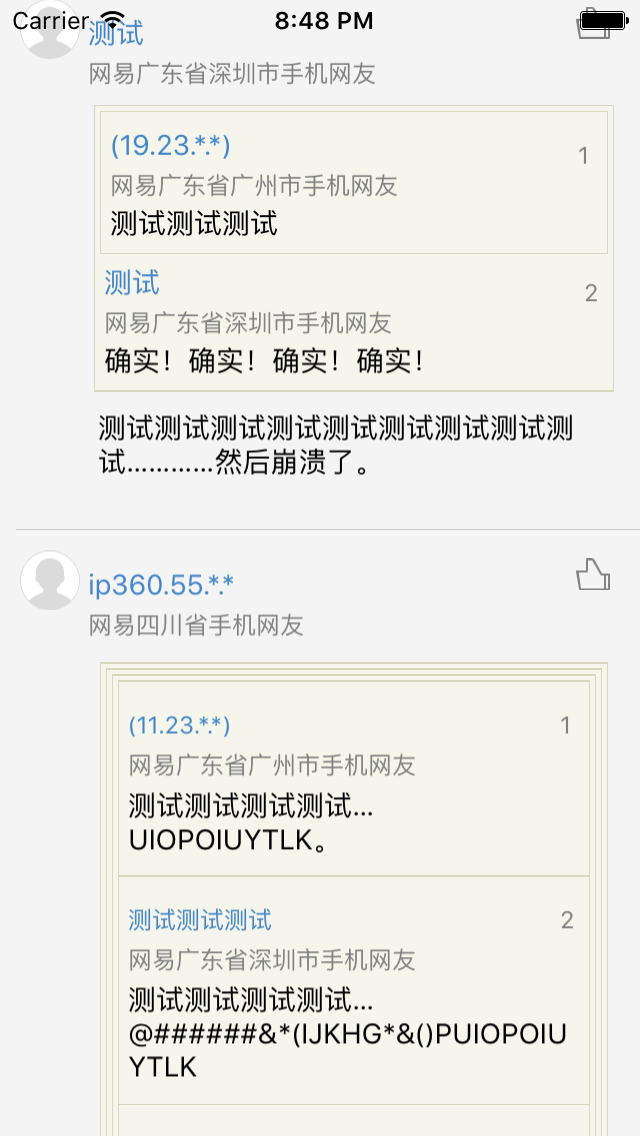 Carrier 8:48 PM
测试
网易广东省深圳市手机网友
(19.23.*.*) 1
网易广东省广州市手机网友
测试测试测试
测试 2
网易广东省深圳市手机网友
确实！确实！确实！确实！
测试测试测试测试测试测试测试测试测
试…………然后崩溃了。
ip360.55.*.*
网易四川省手机网友
(11.23.*.*) 1
网易广东省广州市手机网友
测试测试测试测试...
UIOPOIUYTLK。
测试测试测试 2
网易广东省深圳市手机网友
测试测试测试测试...
@######&*(IJKHG*&()PUIOPOIU
YTLK